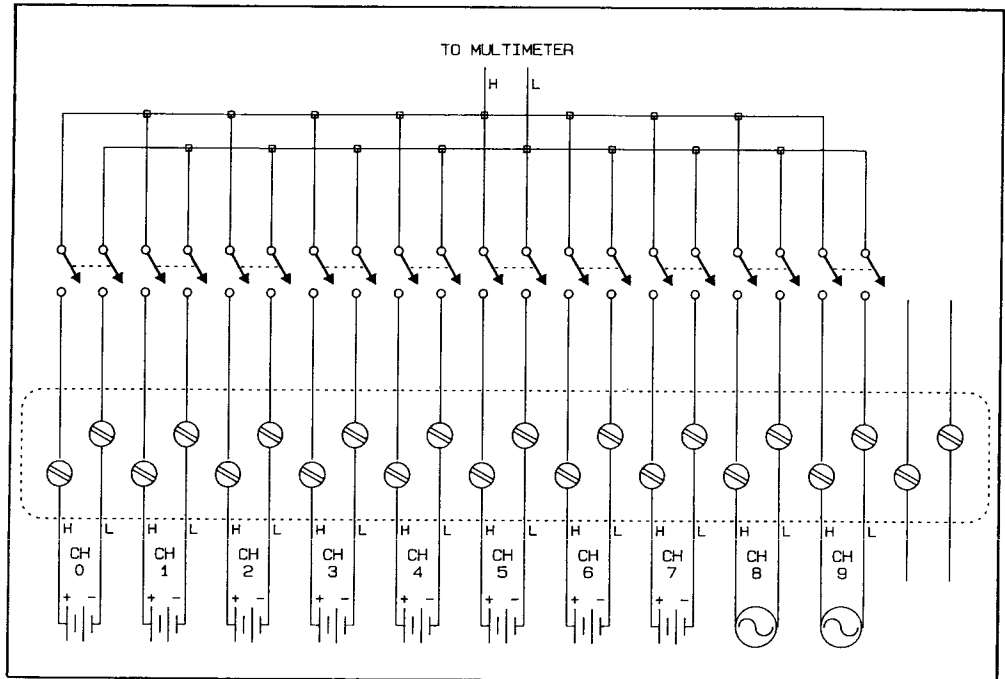 TO MULTIMETER
H L
H L H L H L H L H L H L H L H L H L H L
CH CH CH CH CH CH CH CH CH CH
0 1 2 3 4 5 6 7 8 9
+ − + − + − + − + − + − + − + −